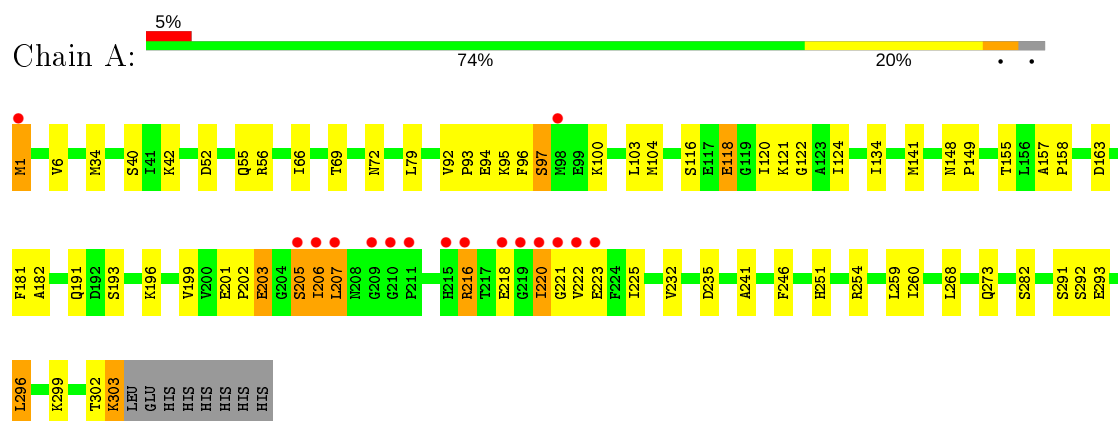 5%
Chain A:
74% 20% • •
M1 V6 M34 S40 I41 K42 D52 Q55 R56 I66 T69 N72 L79 V92 P93 E94 K95 F96 S97 M98 E99 K100 L103 M104 S116 E117 E118 G119 I120 K121 G122 A123 I124 I134 M141 N148 P149 T155 L156 A157 P158 D163
F181 A182 Q191 D192 S193 K196 V199 V200 E201 P202 E203 G204 S205 I206 L207 N208 G209 G210 P211 H215 R216 T217 E218 G219 I220 G221 V222 E223 F224 I225 V232 D235 A241 F246 H251 R254 L259 I260 L268 Q273 S282 S291 S292 E293
L296 K299 T302 K303 LEU GLU HIS HIS HIS HIS HIS HIS